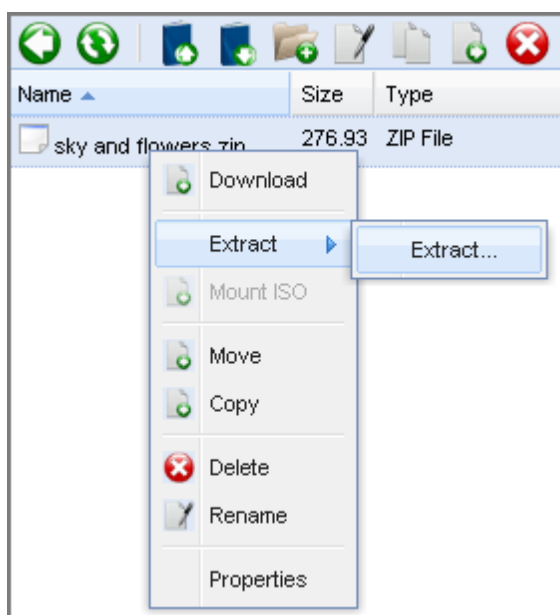 Name Size Type
sky and flowers.zip 276.93 ZIP File
Download
Extract Extract...
Mount ISO
Move
Copy
Delete
Rename
Properties